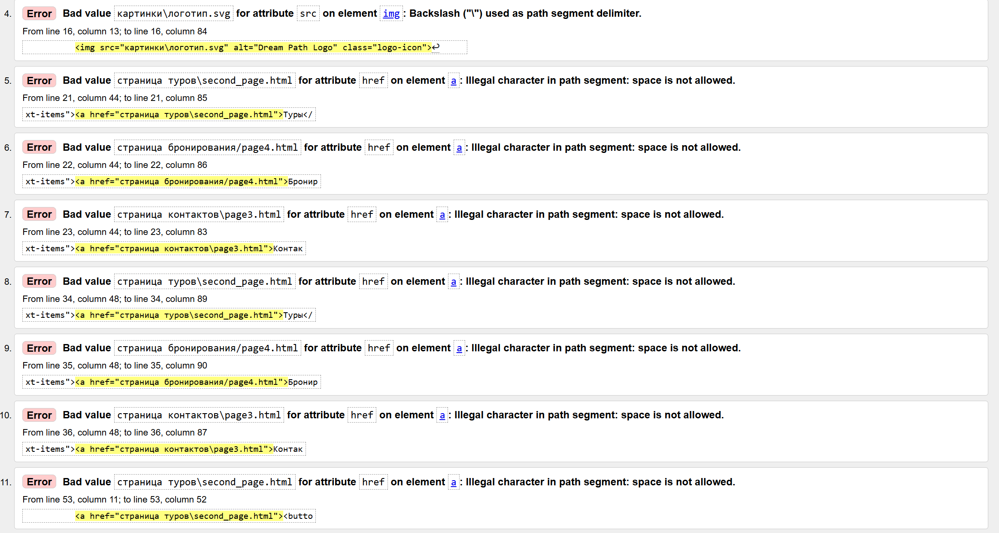 4. Error Bad value картинки\логотип.svg for attribute src on element img: Backslash ("\") used as path segment delimiter.
From line 16, column 13; to line 16, column 84
<img src="картинки\логотип.svg" alt="Dream Path Logo" class="logo-icon">↩
5. Error Bad value страница туров\second_page.html for attribute href on element a: Illegal character in path segment: space is not allowed.
From line 21, column 44; to line 21, column 85
xt-items"><a href="страница туров\second_page.html">Туры</
6. Error Bad value страница бронирования/page4.html for attribute href on element a: Illegal character in path segment: space is not allowed.
From line 22, column 44; to line 22, column 86
xt-items"><a href="страница бронирования/page4.html">Бронир
7. Error Bad value страница контактов\page3.html for attribute href on element a: Illegal character in path segment: space is not allowed.
From line 23, column 44; to line 23, column 83
xt-items"><a href="страница контактов\page3.html">Контак
8. Error Bad value страница туров\second_page.html for attribute href on element a: Illegal character in path segment: space is not allowed.
From line 34, column 48; to line 34, column 89
xt-items"><a href="страница туров\second_page.html">Туры</
9. Error Bad value страница бронирования/page4.html for attribute href on element a: Illegal character in path segment: space is not allowed.
From line 35, column 48; to line 35, column 90
xt-items"><a href="страница бронирования/page4.html">Бронир
10. Error Bad value страница контактов\page3.html for attribute href on element a: Illegal character in path segment: space is not allowed.
From line 36, column 48; to line 36, column 87
xt-items"><a href="страница контактов\page3.html">Контак
11. Error Bad value страница туров\second_page.html for attribute href on element a: Illegal character in path segment: space is not allowed.
From line 53, column 11; to line 53, column 52
<a href="страница туров\second_page.html"><butto